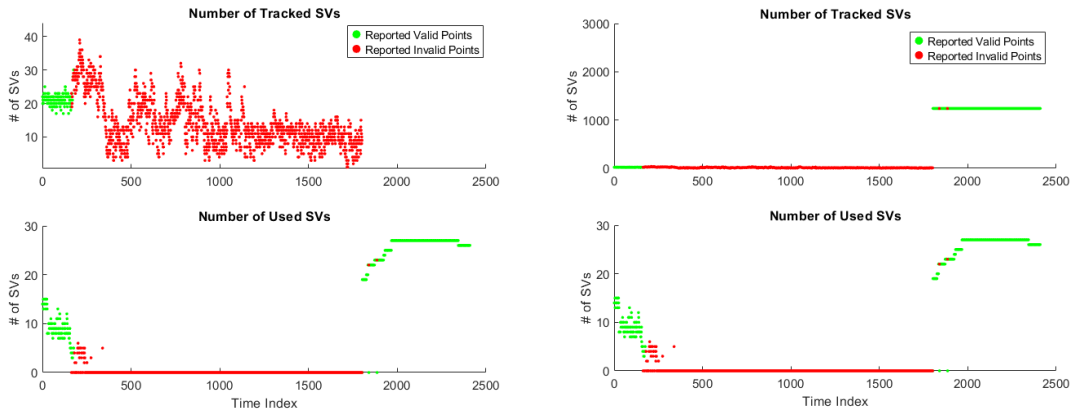 Number of Tracked SVs
Reported Valid Points
Reported Invalid Points
# of SVs
40
30
20
10
0
500
1000
1500
2000
2500
Number of Used SVs
# of SVs
30
20
10
0
0
500
1000
1500
2000
2500
Time Index
Number of Tracked SVs
Reported Valid Points
Reported Invalid Points
# of SVs
3000
2000
1000
0
0
500
1000
1500
2000
2500
Number of Used SVs
# of SVs
30
20
10
0
0
500
1000
1500
2000
2500
Time Index